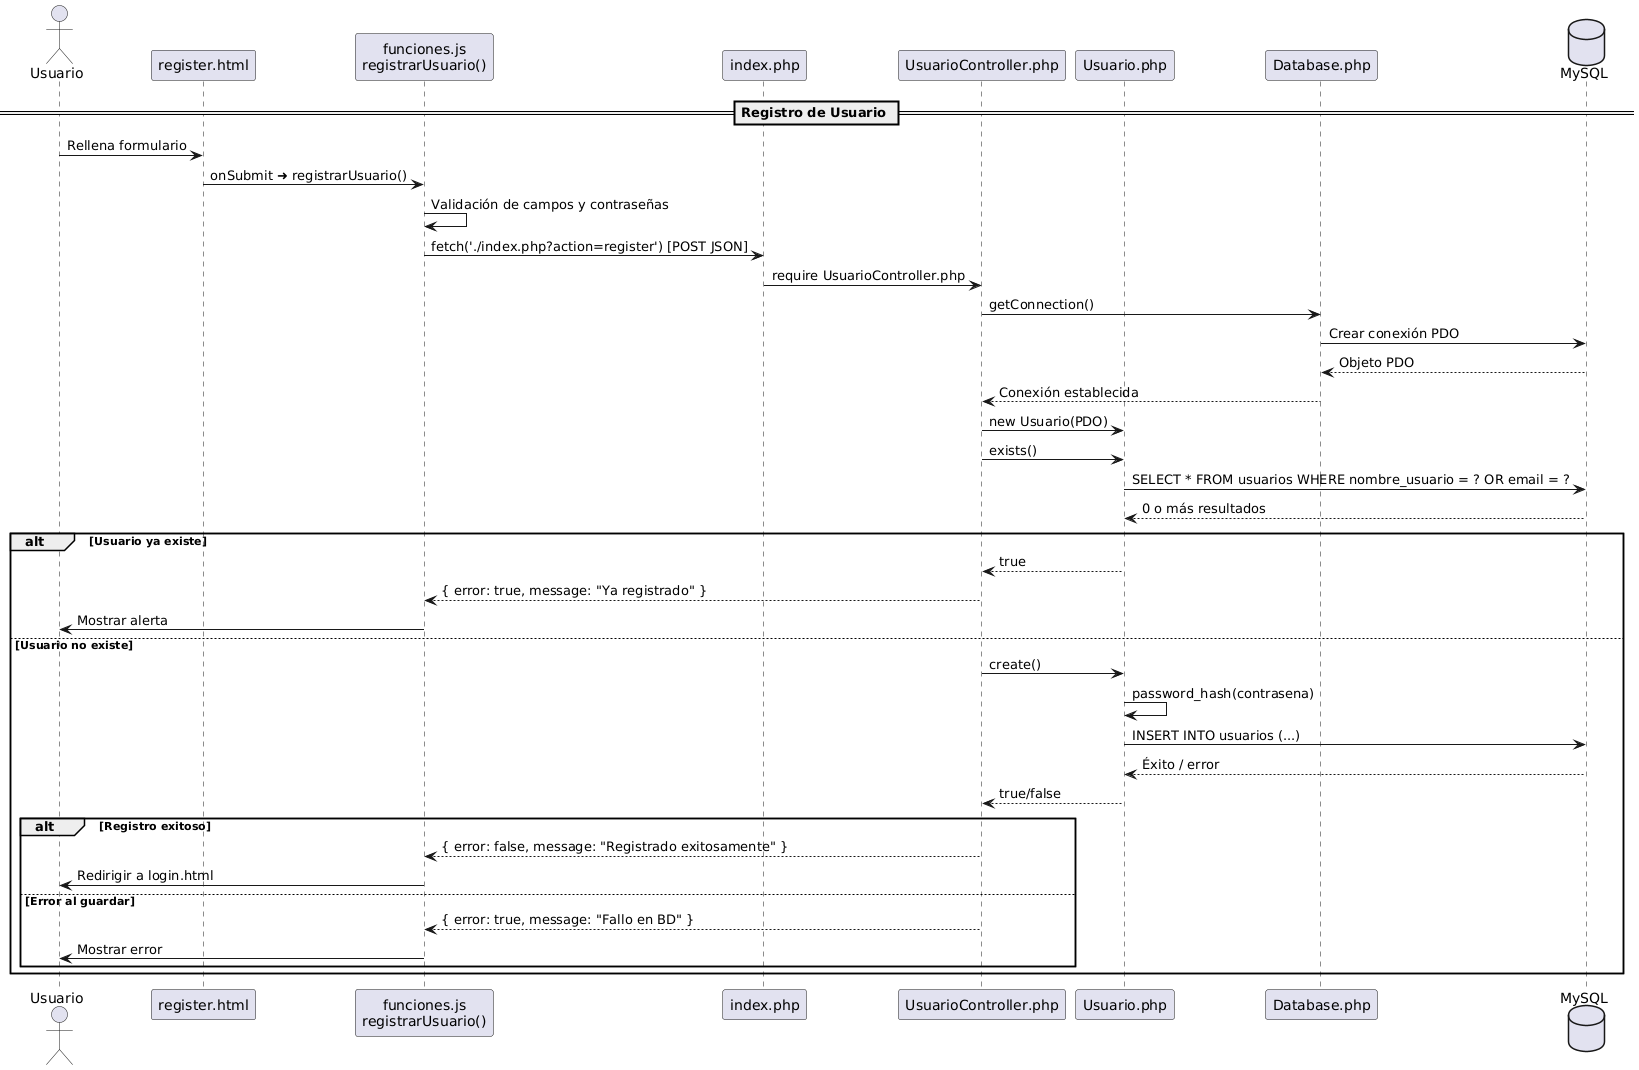 Usuario
register.html
funciones.js
registrarUsuario()
index.php
UsuarioController.php
Usuario.php
Database.php
MySQL
Registro de Usuario
Rellena formulario
onSubmit ➜ registrarUsuario()
Validación de campos y contraseñas
fetch('./index.php?action=register') [POST JSON]
require UsuarioController.php
getConnection()
Crear conexión PDO
Objeto PDO
Conexión establecida
new Usuario(PDO)
exists()
SELECT * FROM usuarios WHERE nombre_usuario = ? OR email = ?
0 o más resultados
alt [Usuario ya existe]
true
{ error: true, message: "Ya registrado" }
Mostrar alerta
[Usuario no existe]
create()
password_hash(contrasena)
INSERT INTO usuarios (...)
Éxito / error
true/false
alt [Registro exitoso]
{ error: false, message: "Registrado exitosamente" }
Redirigir a login.html
[Error al guardar]
{ error: true, message: "Fallo en BD" }
Mostrar error
Usuario
register.html
funciones.js
registrarUsuario()
index.php
UsuarioController.php
Usuario.php
Database.php
MySQL